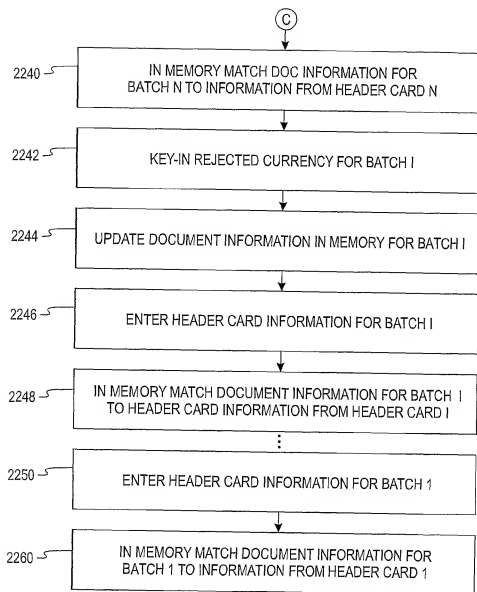 C
2240
IN MEMORY MATCH DOC INFORMATION FOR
BATCH N TO INFORMATION FROM HEADER CARD N
2242
KEY-IN REJECTED CURRENCY FOR BATCH I
2244
UPDATE DOCUMENT INFORMATION IN MEMORY FOR BATCH I
2246
ENTER HEADER CARD INFORMATION FOR BATCH I
2248
IN MEMORY MATCH DOCUMENT INFORMATION FOR BATCH I
TO HEADER CARD INFORMATION FROM HEADER CARD I
2250
ENTER HEADER CARD INFORMATION FOR BATCH 1
2260
IN MEMORY MATCH DOCUMENT INFORMATION FOR
BATCH 1 TO INFORMATION FROM HEADER CARD 1